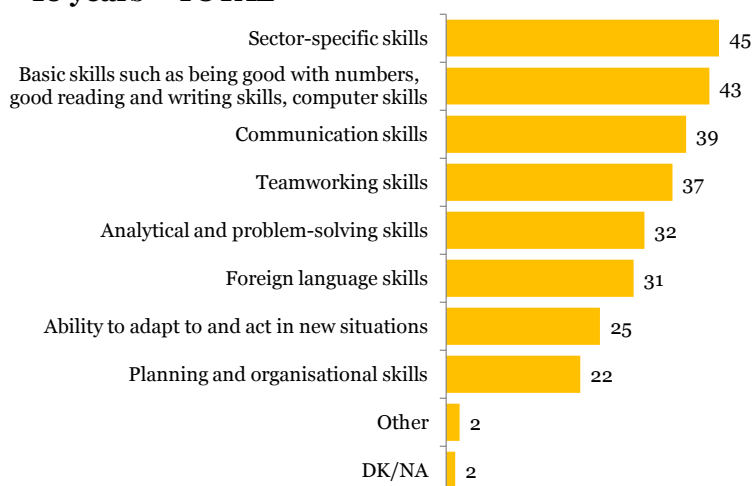 Sector-specific skills 45
Basic skills such as being good with numbers,
good reading and writing skills, computer skills 43
Communication skills 39
Teamworking skills 37
Analytical and problem-solving skills 32
Foreign language skills 31
Ability to adapt to and act in new situations 25
Planning and organisational skills 22
Other 2
DK/NA 2